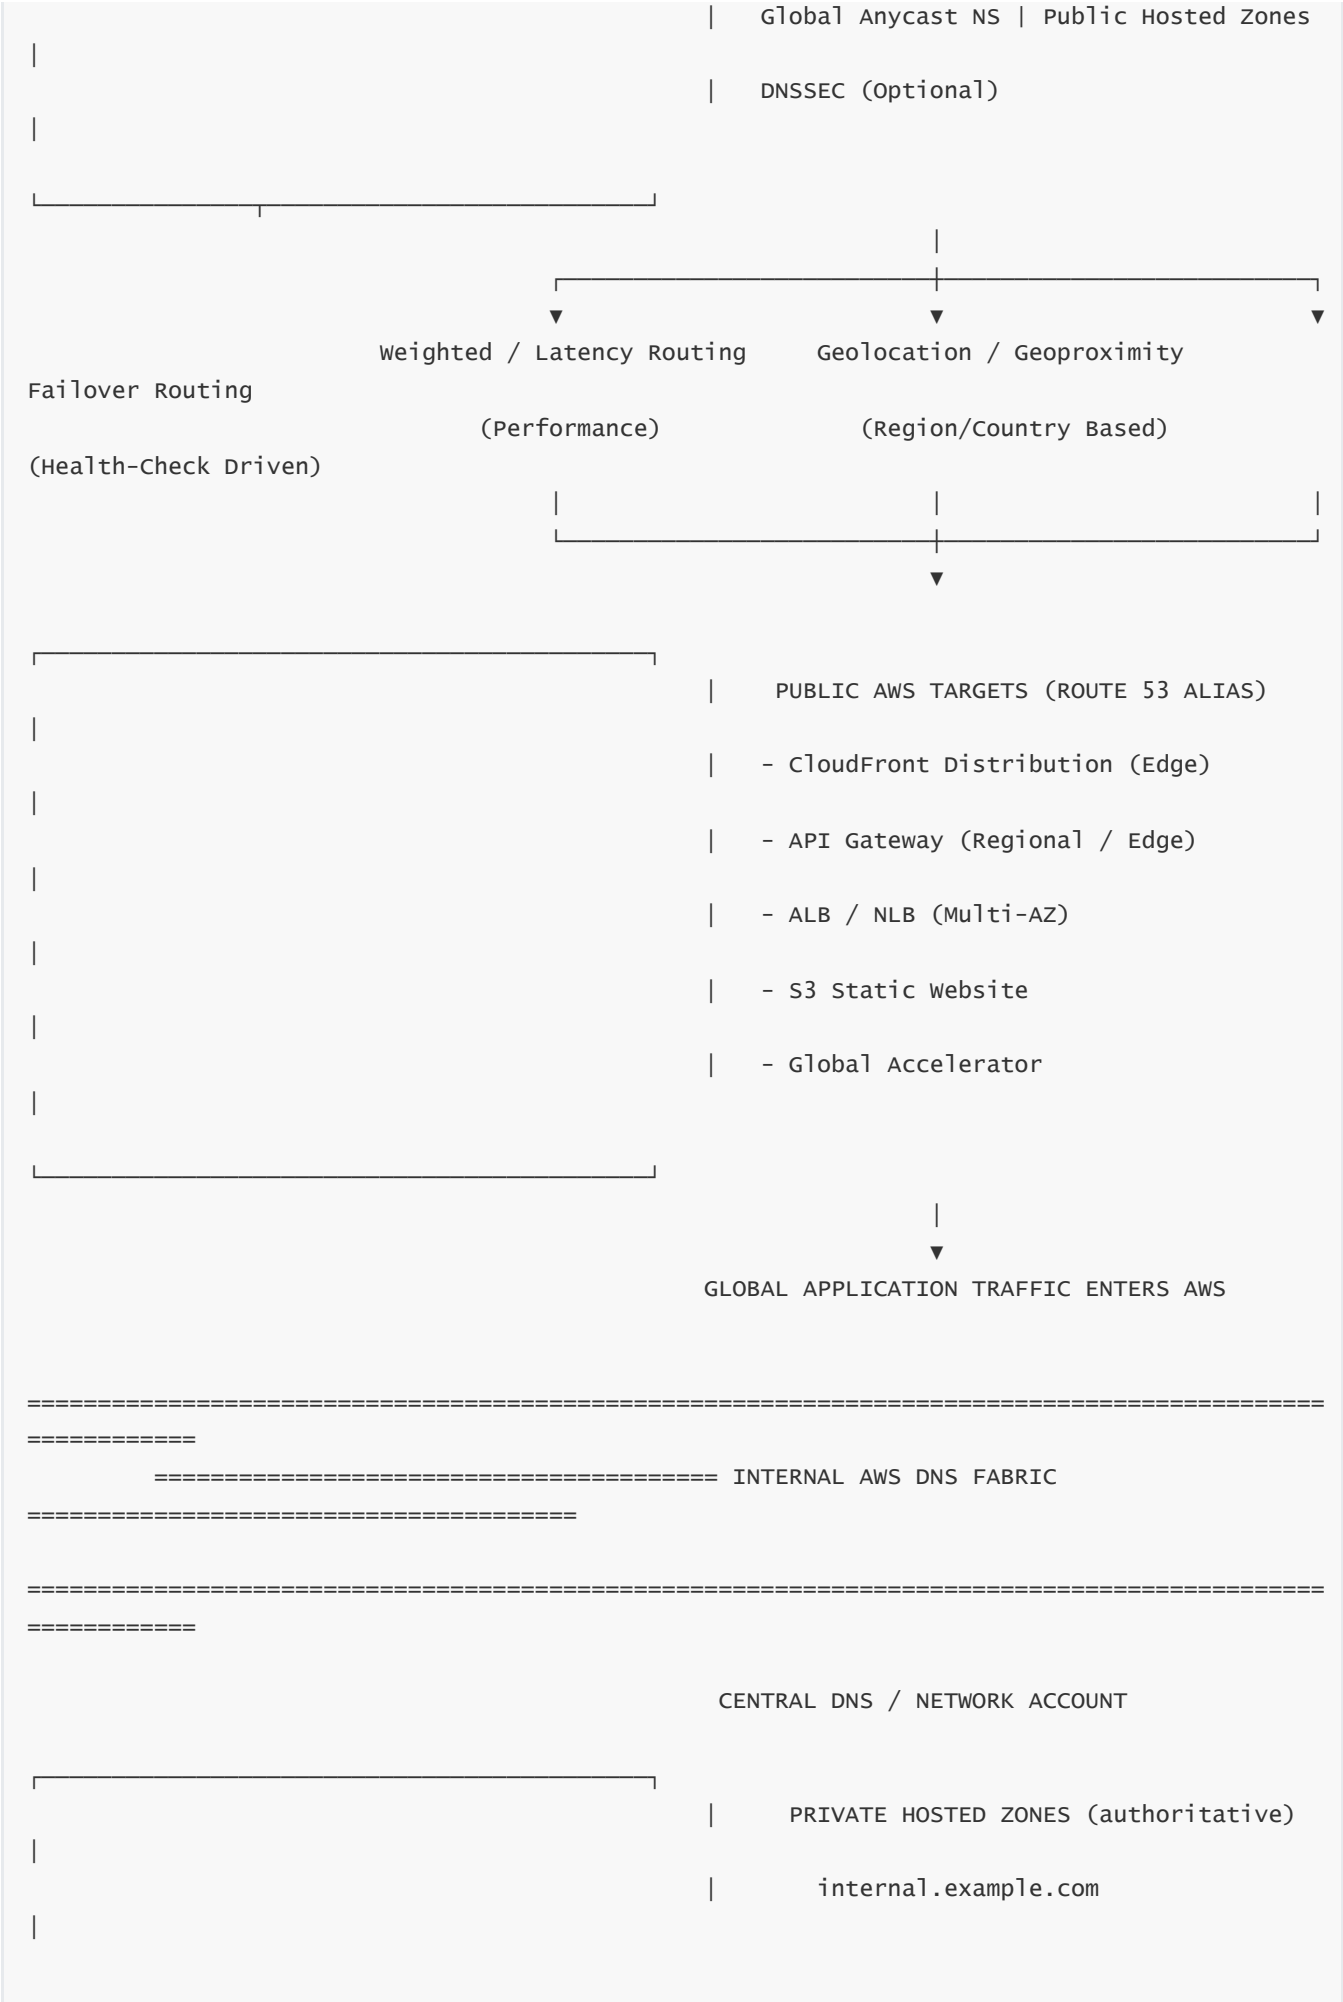 │   Global Anycast NS | Public Hosted Zones
│
│   DNSSEC (Optional)
│
└────────────────┬───────────────────────────┘
│
┌──────────────────────────┼──────────────────────────┐
▼                          ▼                          ▼
Weighted / Latency Routing     Geolocation / Geoproximity
Failover Routing
(Performance)              (Region/Country Based)
(Health-Check Driven)
│                          │                          │
└──────────────────────────┼──────────────────────────┘
▼
┌────────────────────────────────────────────┐
│    PUBLIC AWS TARGETS (ROUTE 53 ALIAS)
│
│   - CloudFront Distribution (Edge)
│
│   - API Gateway (Regional / Edge)
│
│   - ALB / NLB (Multi-AZ)
│
│   - S3 Static Website
│
│   - Global Accelerator
│
└────────────────────────────────────────────┘
│
▼
GLOBAL APPLICATION TRAFFIC ENTERS AWS
============================================================================================
============
======================================== INTERNAL AWS DNS FABRIC
=======================================
============================================================================================
============
CENTRAL DNS / NETWORK ACCOUNT
┌────────────────────────────────────────────┐
│     PRIVATE HOSTED ZONES (authoritative)
│
│       internal.example.com
│